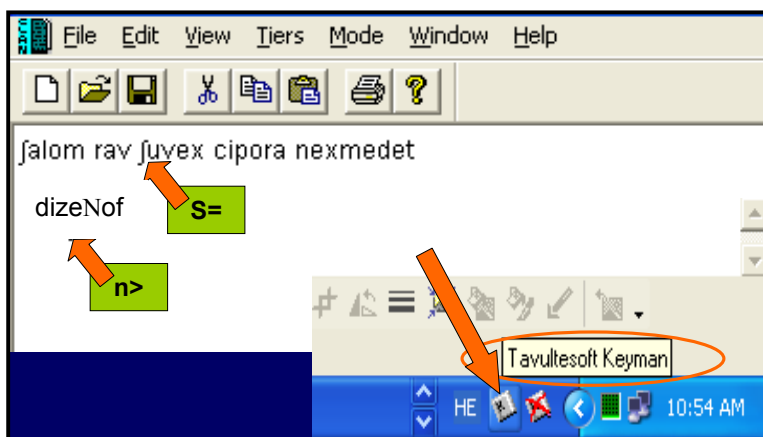 File Edit View Tiers Mode Window Help
ʃalom rav ʃuvex cipora nexmedet
dizeNof
S=
n>
Tavultesoft Keyman
HE
10:54 AM